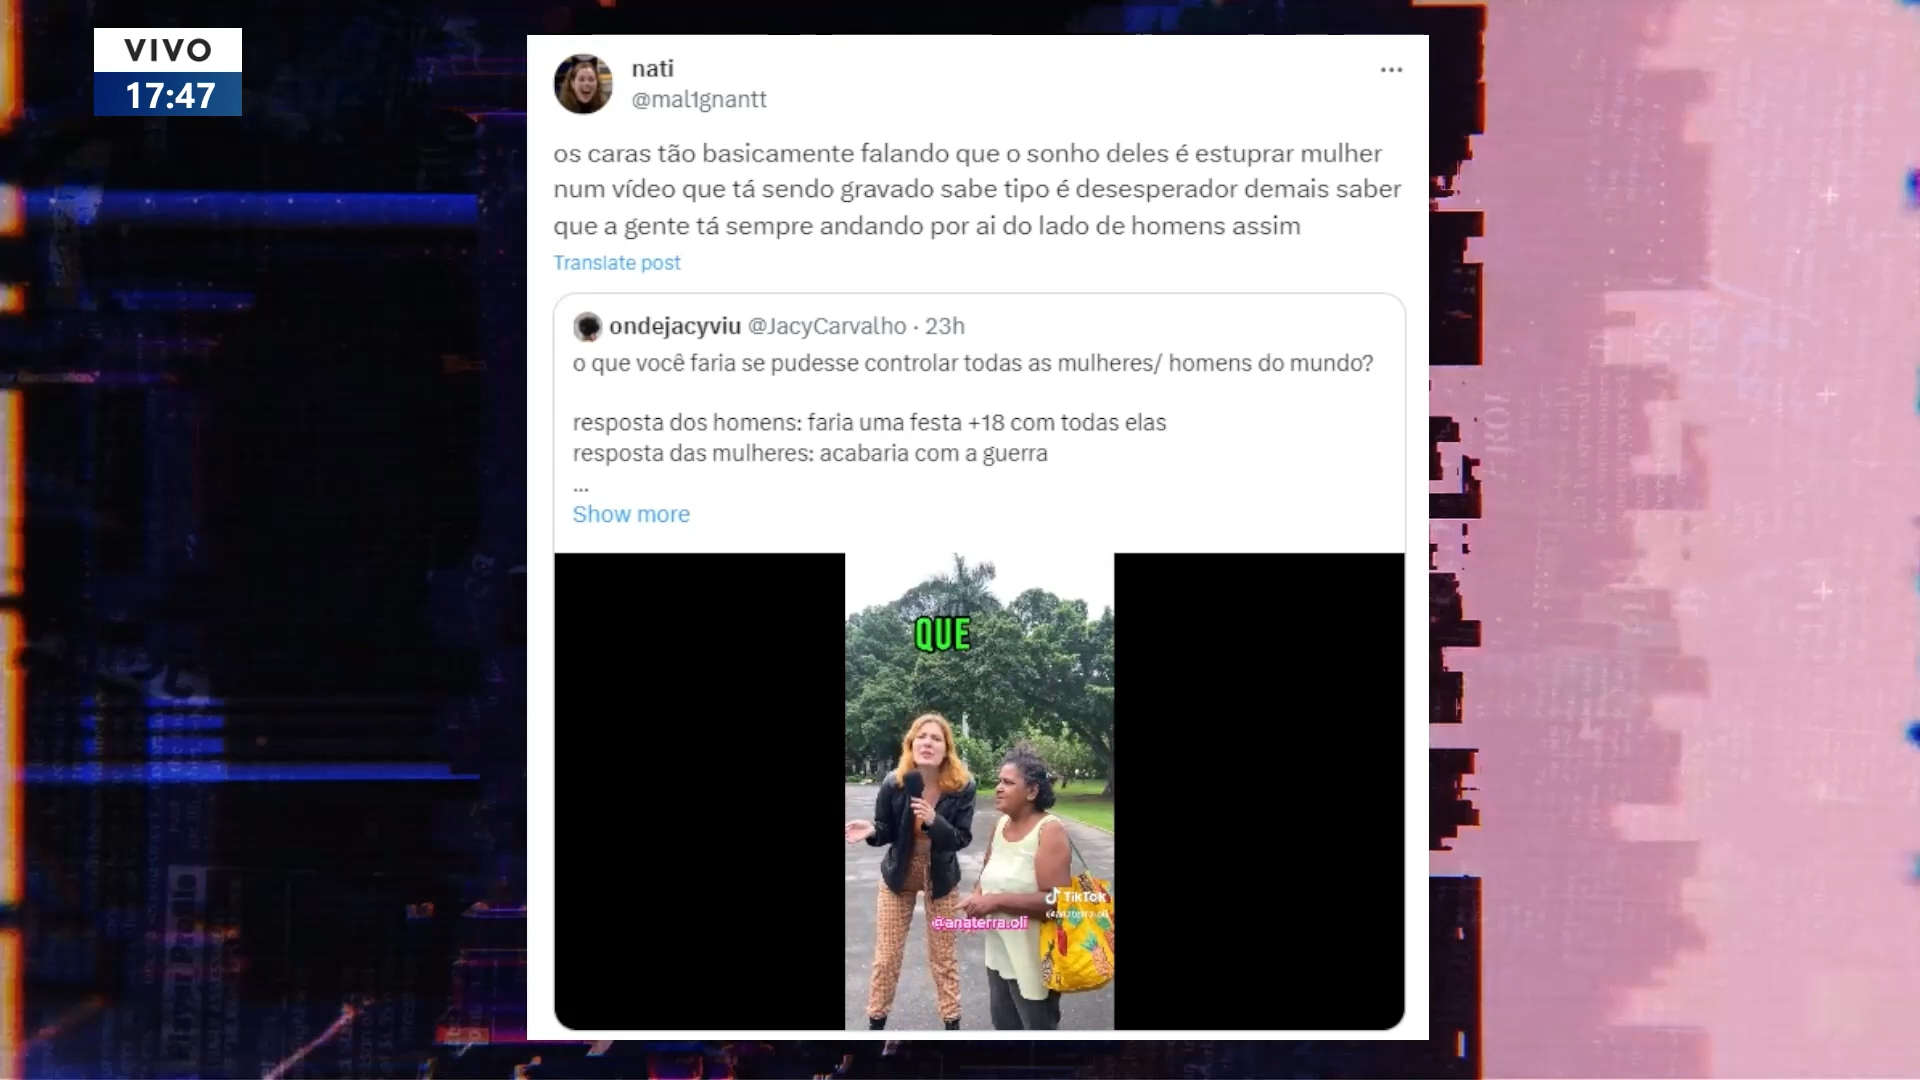 VIVO
17:47
nati
@mal1gnantt
os caras tão basicamente falando que o sonho deles é estuprar mulher
num vídeo que tá sendo gravado sabe tipo é desesperador demais saber
que a gente tá sempre andando por ai do lado de homens assim
Translate post
ondejacyviu @JacyCarvalho · 23h
o que você faria se pudesse controlar todas as mulheres/ homens do mundo?
resposta dos homens: faria uma festa +18 com todas elas
resposta das mulheres: acabaria com a guerra
...
Show more
QUE
TikTok
@anaterra.oli
@anaterra.oli